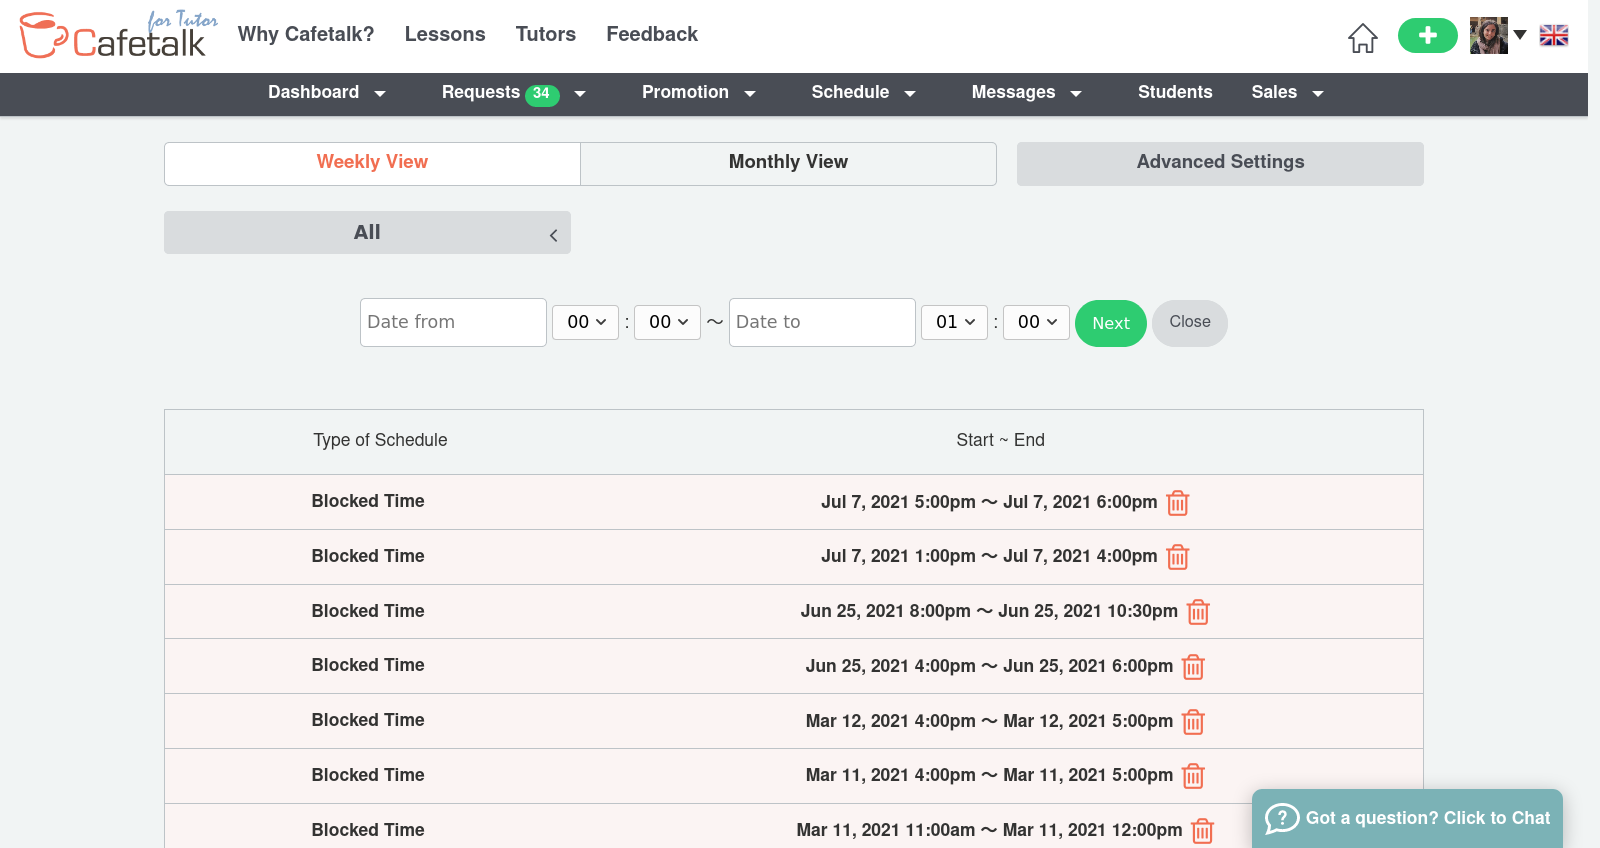 for Tutor
Cafetalk
Why Cafetalk? Lessons Tutors Feedback
Dashboard Requests 34 Promotion Schedule Messages Students Sales
Weekly View Monthly View Advanced Settings
All
Date from 00 : 00 〜 Date to 01 : 00 Next Close
Type of Schedule Start ~ End
Blocked Time Jul 7, 2021 5:00pm 〜 Jul 7, 2021 6:00pm
Blocked Time Jul 7, 2021 1:00pm 〜 Jul 7, 2021 4:00pm
Blocked Time Jun 25, 2021 8:00pm 〜 Jun 25, 2021 10:30pm
Blocked Time Jun 25, 2021 4:00pm 〜 Jun 25, 2021 6:00pm
Blocked Time Mar 12, 2021 4:00pm 〜 Mar 12, 2021 5:00pm
Blocked Time Mar 11, 2021 4:00pm 〜 Mar 11, 2021 5:00pm
Blocked Time Mar 11, 2021 11:00am 〜 Mar 11, 2021 12:00pm
? Got a question? Click to Chat